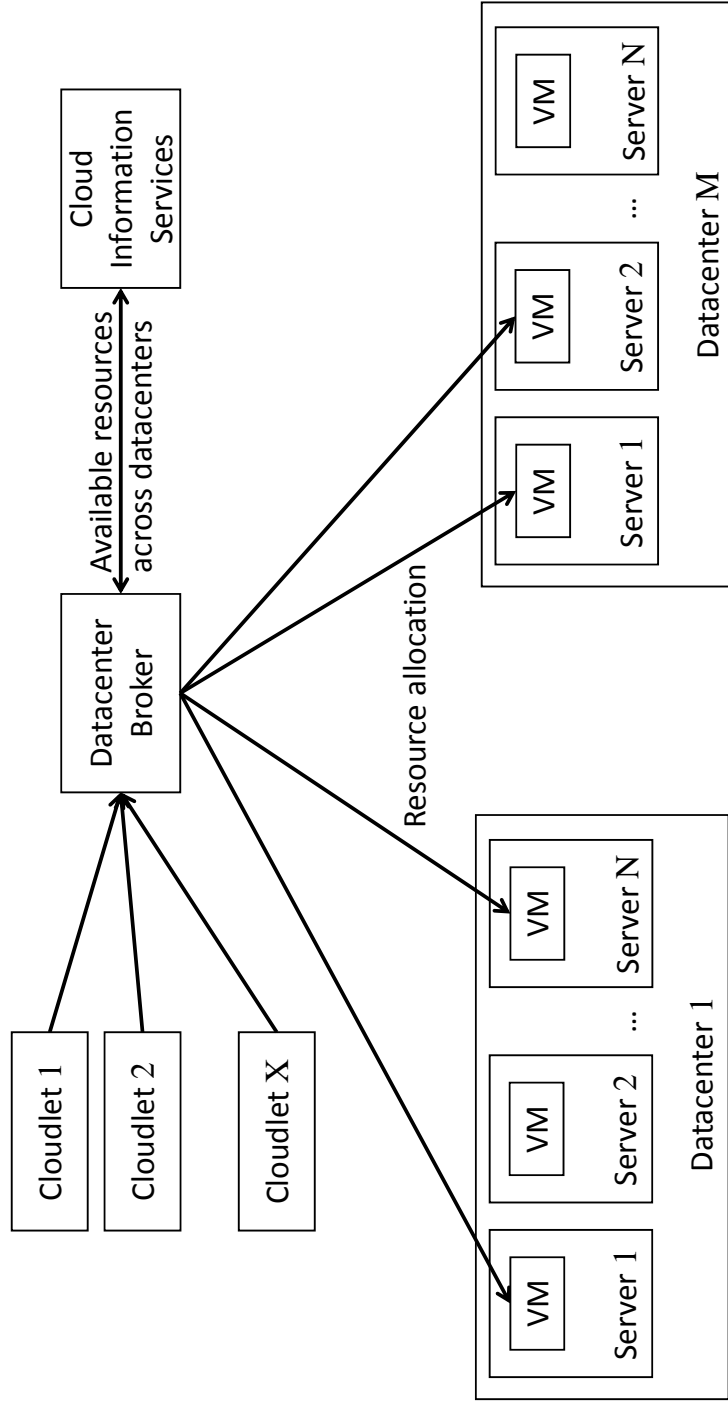 Cloudlet 1
Cloudlet 2
Cloudlet X
Datacenter
Broker
Available resources
across datacenters
Cloud
Information
Services
Resource allocation
VM
Server 1
VM
Server 2
...
VM
Server N
Datacenter 1
VM
Server 1
VM
Server 2
...
VM
Server N
Datacenter M